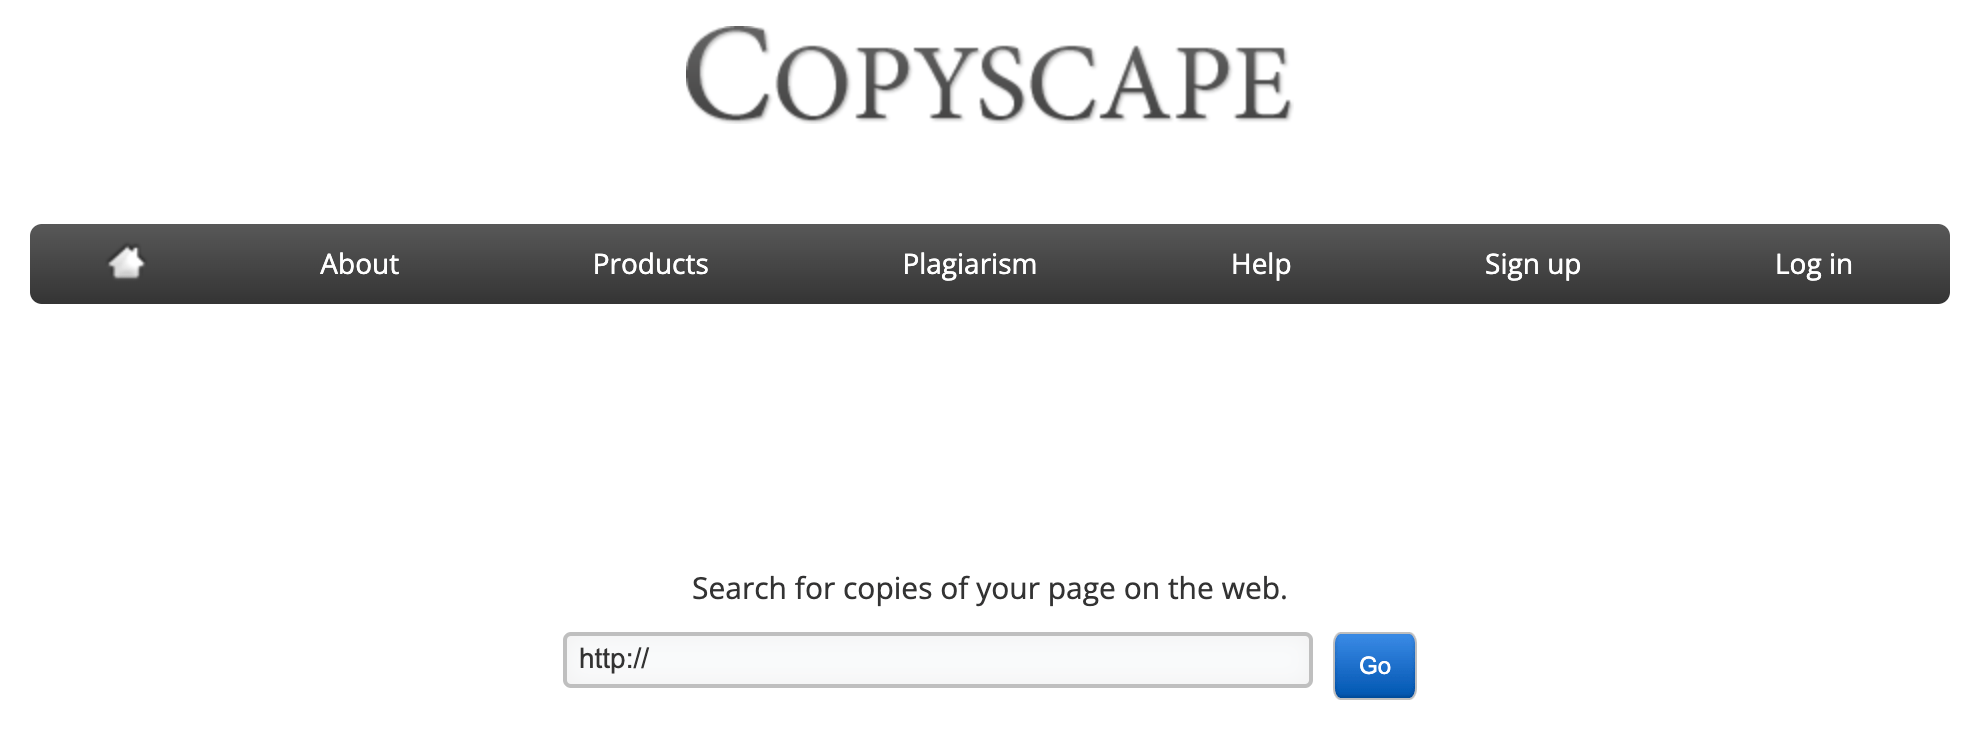 COPYSCAPE
About Products Plagiarism Help Sign up Log in
Search for copies of your page on the web.
http:// Go